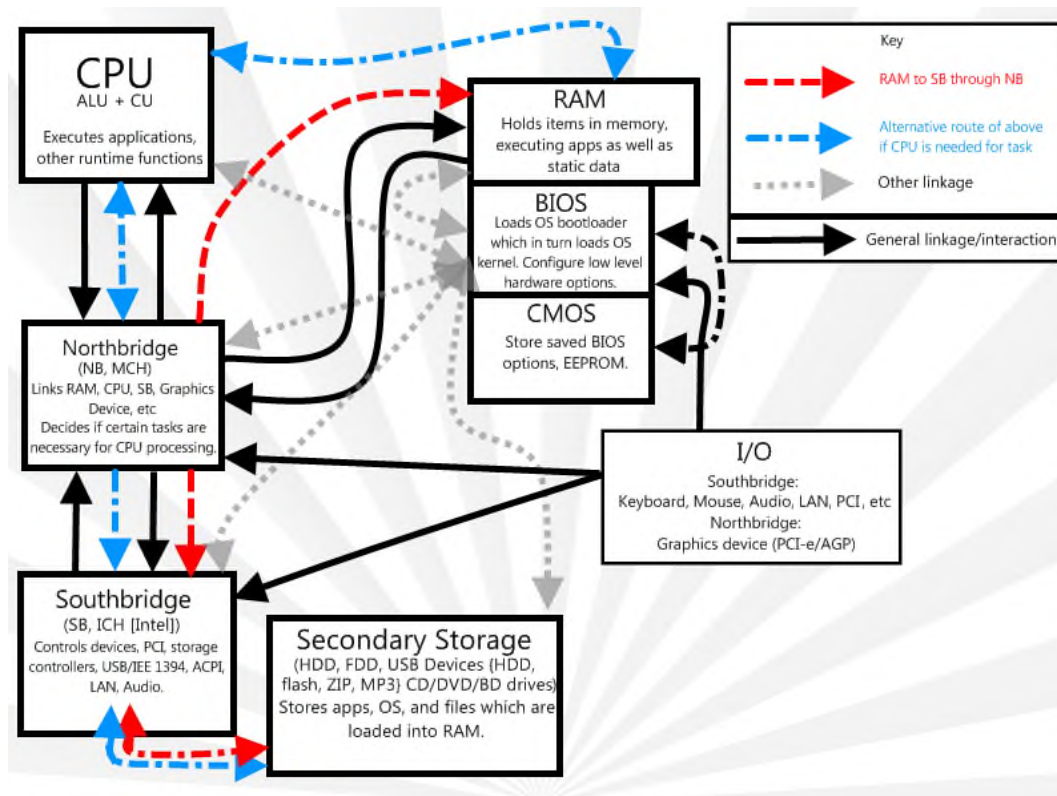 CPU
ALU + CU
Executes applications,
other runtime functions
RAM
Holds items in memory,
executing apps as well as
static data
BIOS
Loads OS bootloader
which in turn loads OS
kernel. Configure low level
hardware options.
CMOS
Store saved BIOS
options, EEPROM.
Key
RAM to SB through NB
Alternative route of above
if CPU is needed for task
Other linkage
General linkage/interaction
Northbridge
(NB, MCH)
Links RAM, CPU, SB, Graphics
Device, etc
Decides if certain tasks are
necessary for CPU processing.
I/O
Southbridge:
Keyboard, Mouse, Audio, LAN, PCI, etc
Northbridge:
Graphics device (PCI-e/AGP)
Southbridge
(SB, ICH [Intel])
Controls devices, PCI, storage
controllers, USB/IEE 1394, ACPI,
LAN, Audio.
Secondary Storage
(HDD, FDD, USB Devices {HDD,
flash, ZIP, MP3} CD/DVD/BD drives)
Stores apps, OS, and files which are
loaded into RAM.